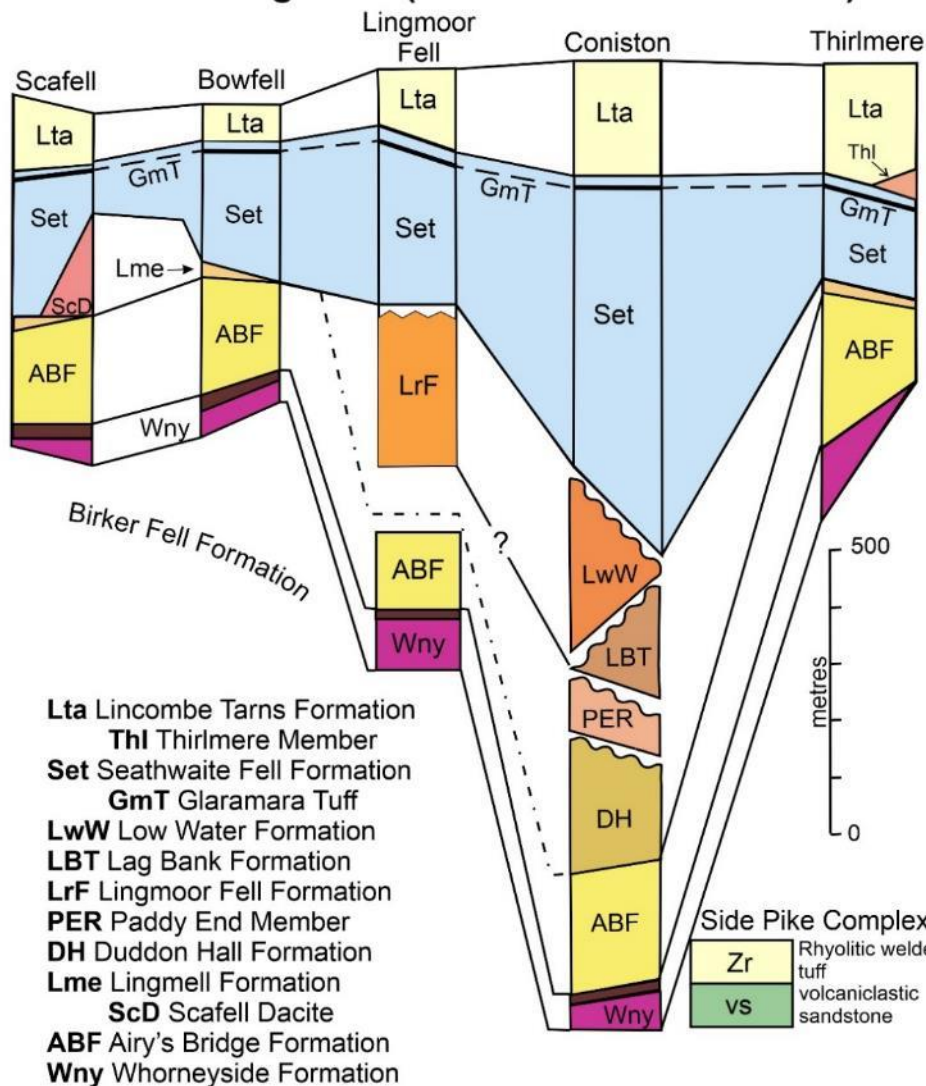 Scafell
Bowfell
Lingmoor
Fell
Coniston
Thirlmere
Lta
Lta
Lta
Lta
Lta
Thl
GmT
GmT
GmT
Set
Set
Set
Set
Set
Lme
ScD
ABF
ABF
ABF
LrF
Wny
Birker Fell Formation
?
ABF
Wny
LwW
LBT
PER
DH
ABF
Wny
500
metres
0
Lta Lincombe Tarns Formation
Thl Thirlmere Member
Set Seathwaite Fell Formation
GmT Glaramara Tuff
LwW Low Water Formation
LBT Lag Bank Formation
LrF Lingmoor Fell Formation
PER Paddy End Member
DH Duddon Hall Formation
Lme Lingmell Formation
ScD Scafell Dacite
ABF Airy's Bridge Formation
Wny Whorneyside Formation
Side Pike Complex
Zr
Rhyolitic welde
tuff
vs
volcaniclastic
sandstone